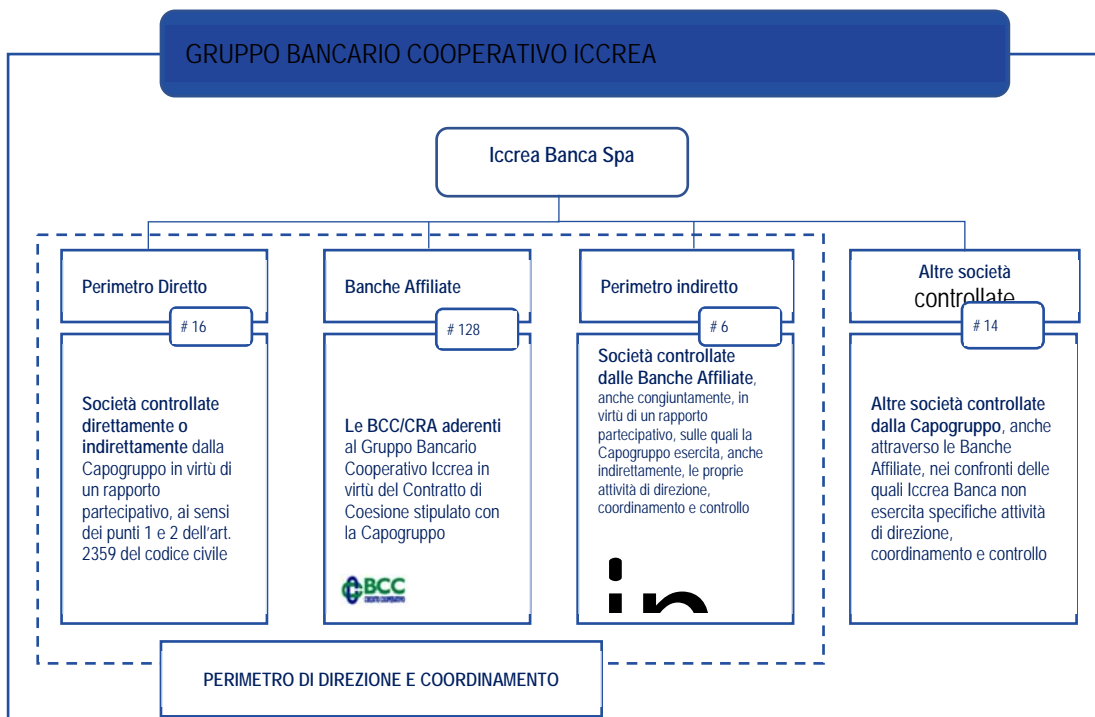 GRUPPO BANCARIO COOPERATIVO ICCREA
Iccrea Banca Spa
Perimetro Diretto
# 16
Società controllate
direttamente o
indirettamente dalla
Capogruppo in virtù di
un rapporto
partecipativo, ai sensi
dei punti 1 e 2 dell'art.
2359 del codice civile
Banche Affiliate
# 128
Le BCC/CRA aderenti
al Gruppo Bancario
Cooperativo Iccrea in
virtù del Contratto di
Coesione stipulato con
la Capogruppo
BCC
CREDITO COOPERATIVO
Perimetro indiretto
# 6
Società controllate
dalle Banche Affiliate,
anche congiuntamente, in
virtù di un rapporto
partecipativo, sulle quali la
Capogruppo esercita, anche
indirettamente, le proprie
attività di direzione,
coordinamento e controllo
in
Altre società
controllate
# 14
Altre società controllate
dalla Capogruppo, anche
attraverso le Banche
Affiliate, nei confronti delle
quali Iccrea Banca non
esercita specifiche attività
di direzione,
coordinamento e controllo
PERIMETRO DI DIREZIONE E COORDINAMENTO